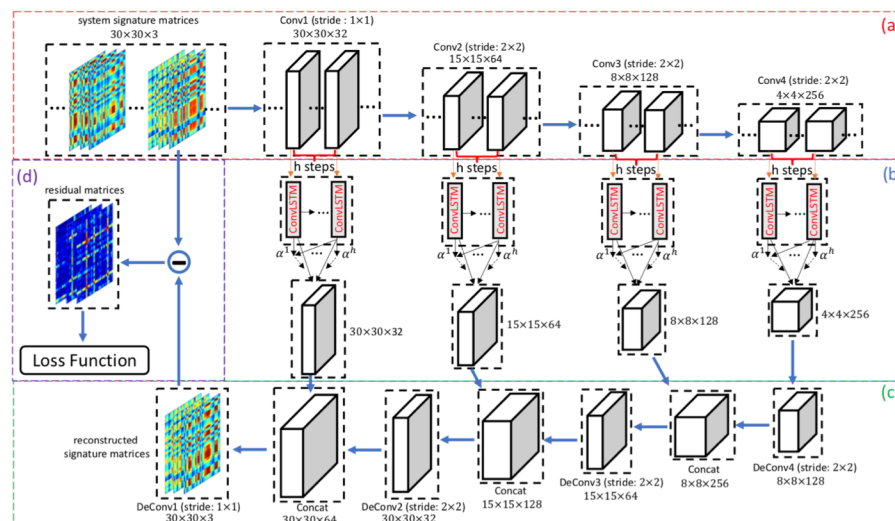 system signature matrices
30×30×3
Conv1 (stride : 1×1)
30×30×32
Conv2 (stride: 2×2)
15×15×64
Conv3 (stride: 2×2)
8×8×128
Conv4 (stride: 2×2)
4×4×256
(a)
h steps
h steps
h steps
h steps
(d)
(b)
residual matrices
ConvLSTM
...
ConvLSTM
ConvLSTM
...
ConvLSTM
ConvLSTM
...
ConvLSTM
ConvLSTM
...
ConvLSTM
α¹
αʰ
α¹
αʰ
α¹
αʰ
α¹
αʰ
30×30×32
15×15×64
8×8×128
4×4×256
Loss Function
(c)
reconstructed
signature matrices
DeConv1 (stride: 1×1)
30×30×3
Concat
30×30×64
DeConv2 (stride: 2×2)
30×30×32
Concat
15×15×128
DeConv3 (stride: 2×2)
15×15×64
Concat
8×8×256
DeConv4 (stride: 2×2)
8×8×128